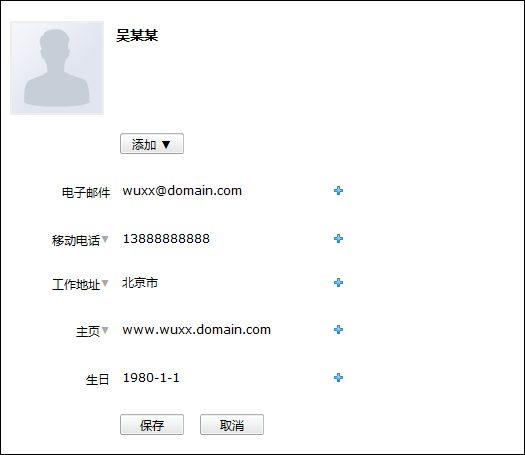 吴某某
添加 ▼
电子邮件 wuxx@domain.com
移动电话▼ 13888888888
工作地址▼ 北京市
主页▼ www.wuxx.domain.com
生日 1980-1-1
保存 取消